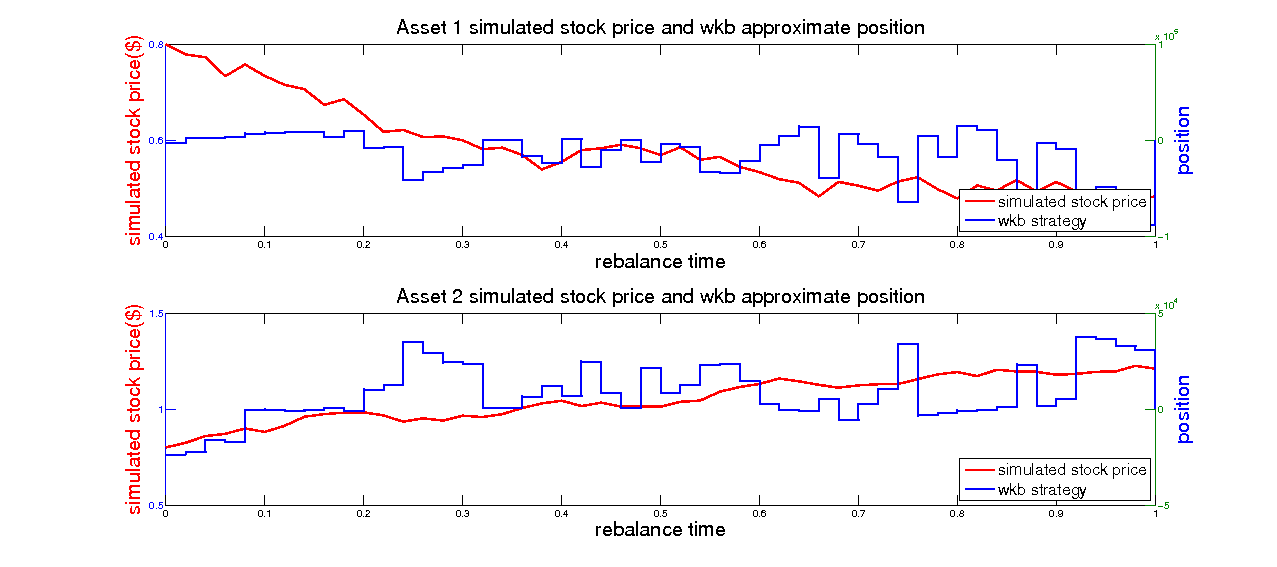 Asset 1 simulated stock price and wkb approximate position
x 10^5
simulated stock price($)
0.8
0.6
0.4
1
0
-1
position
simulated stock price
wkb strategy
0 0.1 0.2 0.3 0.4 0.5 0.6 0.7 0.8 0.9 1
rebalance time
Asset 2 simulated stock price and wkb approximate position
x 10^4
simulated stock price($)
1.5
1
0.5
5
0
-5
position
simulated stock price
wkb strategy
0 0.1 0.2 0.3 0.4 0.5 0.6 0.7 0.8 0.9 1
rebalance time